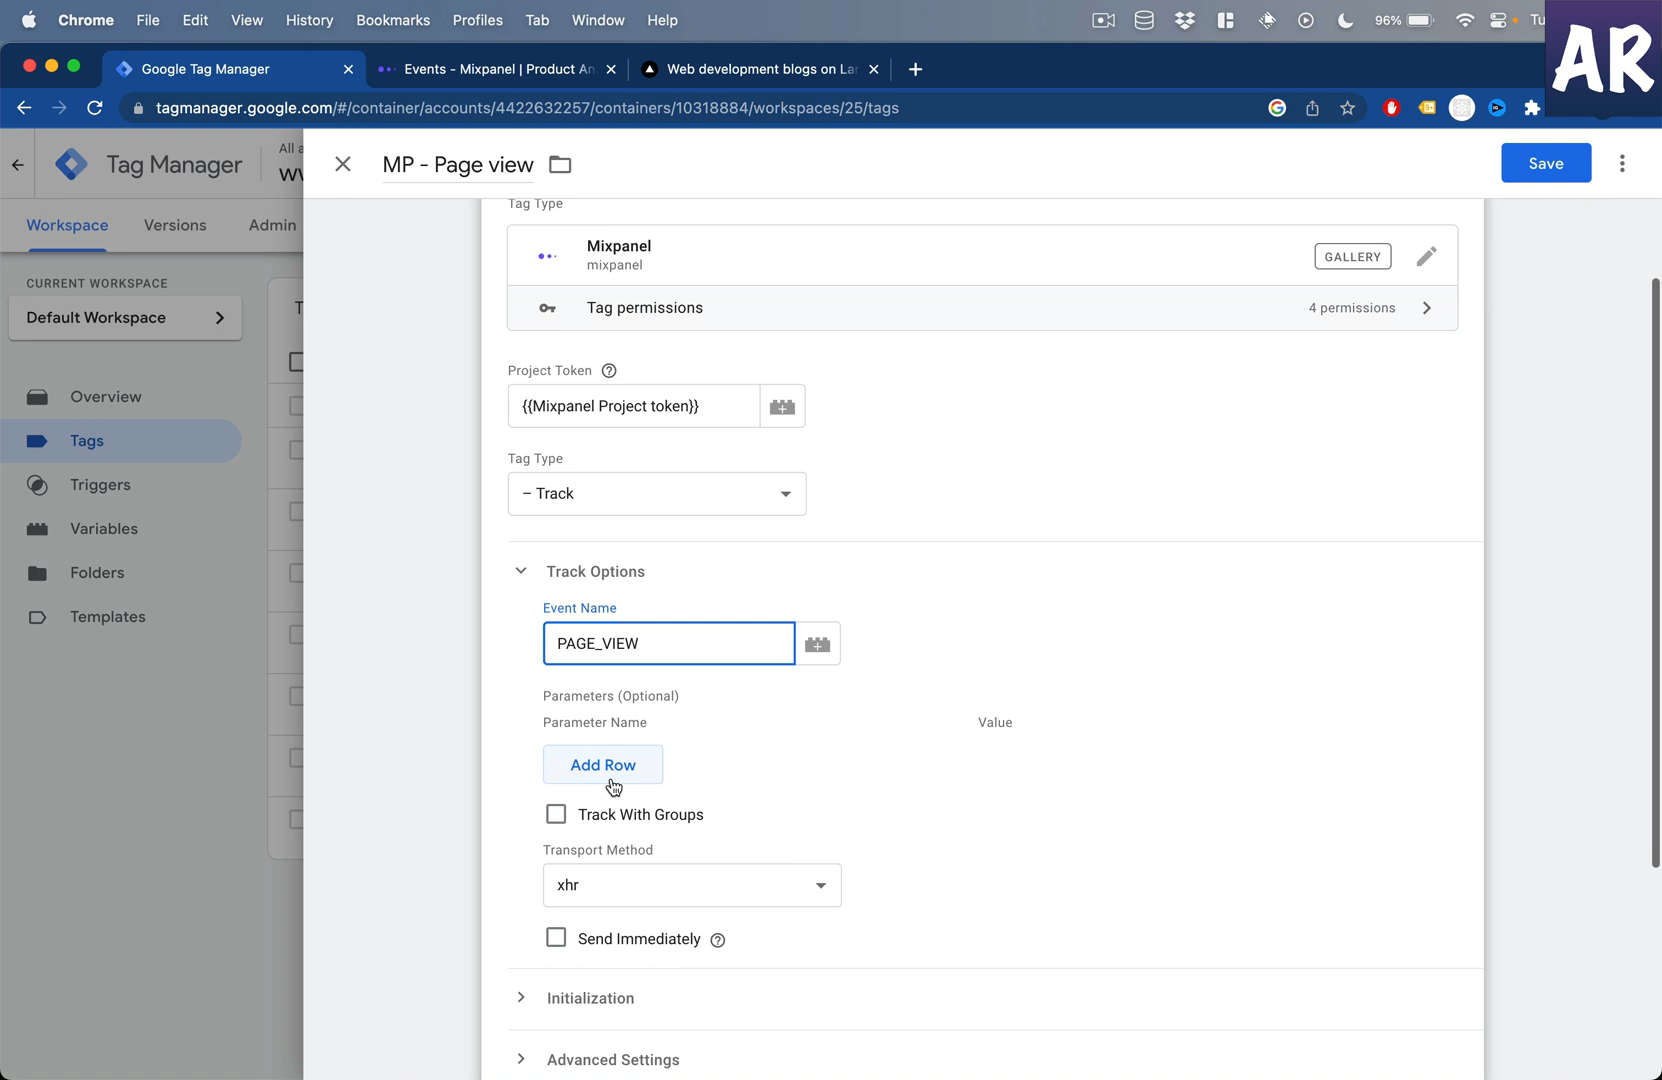 Chrome File Edit View History Bookmarks Profiles Tab Window Help 96% Tu
AR
Google Tag Manager Events - Mixpanel | Product An Web development blogs on Lar
tagmanager.google.com/#/container/accounts/4422632257/containers/10318884/workspaces/25/tags
Tag Manager
All a
MP - Page view
Save
Workspace Versions Admin
CURRENT WORKSPACE
Default Workspace
Overview
Tags
Triggers
Variables
Folders
Templates
T
Tag Type
Mixpanel
mixpanel
GALLERY
Tag permissions
4 permissions
Project Token
{{Mixpanel Project token}}
Tag Type
– Track
Track Options
Event Name
PAGE_VIEW
Parameters (Optional)
Parameter Name Value
Add Row
Track With Groups
Transport Method
xhr
Send Immediately
Initialization
Advanced Settings